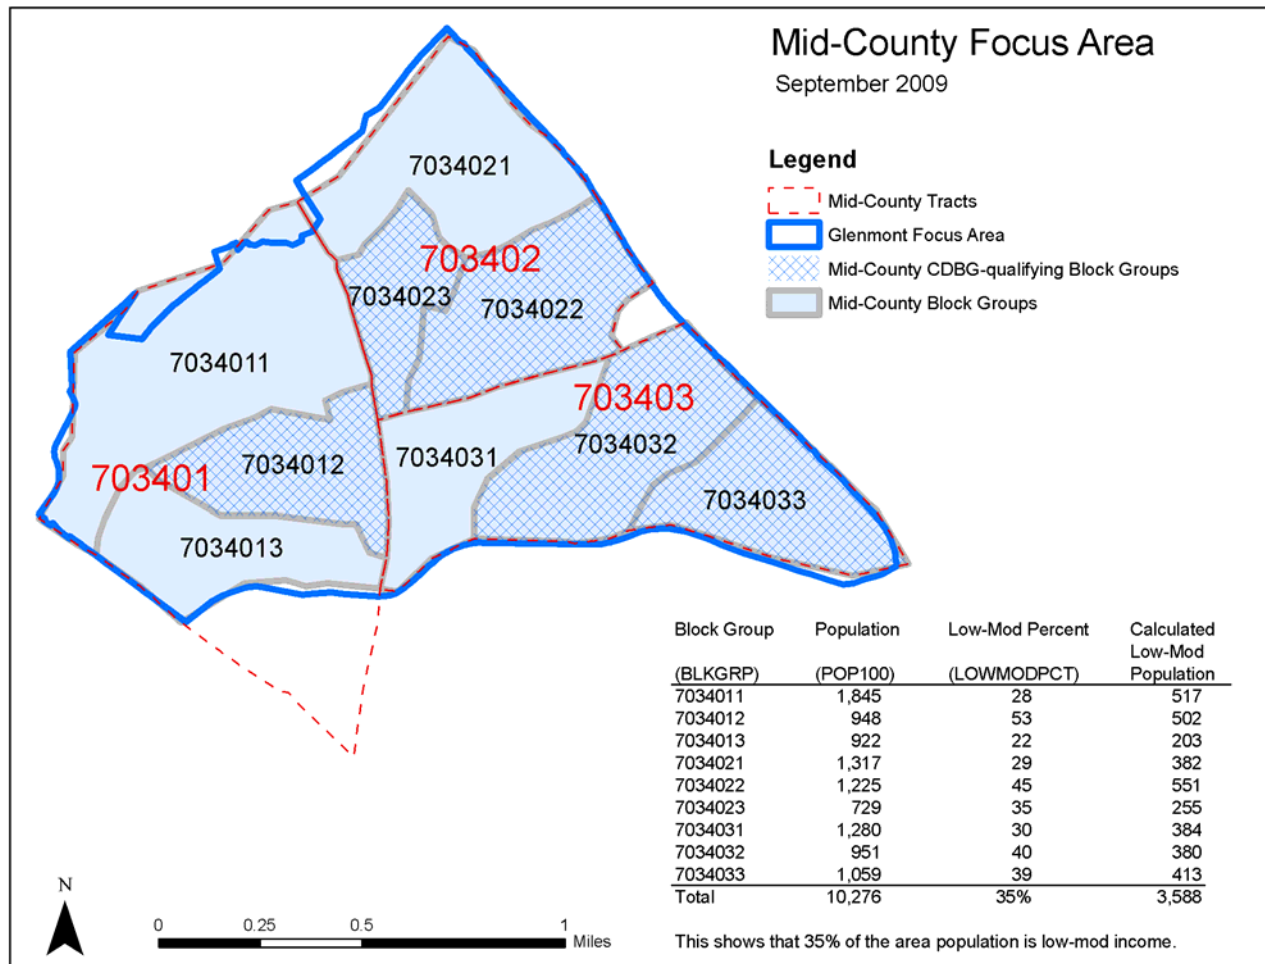 Mid-County Focus Area
September 2009
Legend
Mid-County Tracts
Glenmont Focus Area
Mid-County CDBG-qualifying Block Groups
Mid-County Block Groups
7034021
703402
7034023
7034022
7034011
703403
7034032
7034031
7034012
703401
7034033
7034013
Block Group Population Low-Mod Percent Calculated
Low-Mod
(BLKGRP) (POP100) (LOWMODPCT) Population
7034011 1,845 28 517
7034012 948 53 502
7034013 922 22 203
7034021 1,317 29 382
7034022 1,225 45 551
7034023 729 35 255
7034031 1,280 30 384
7034032 951 40 380
7034033 1,059 39 413
Total 10,276 35% 3,588
This shows that 35% of the area population is low-mod income.
N
0 0.25 0.5 1
Miles